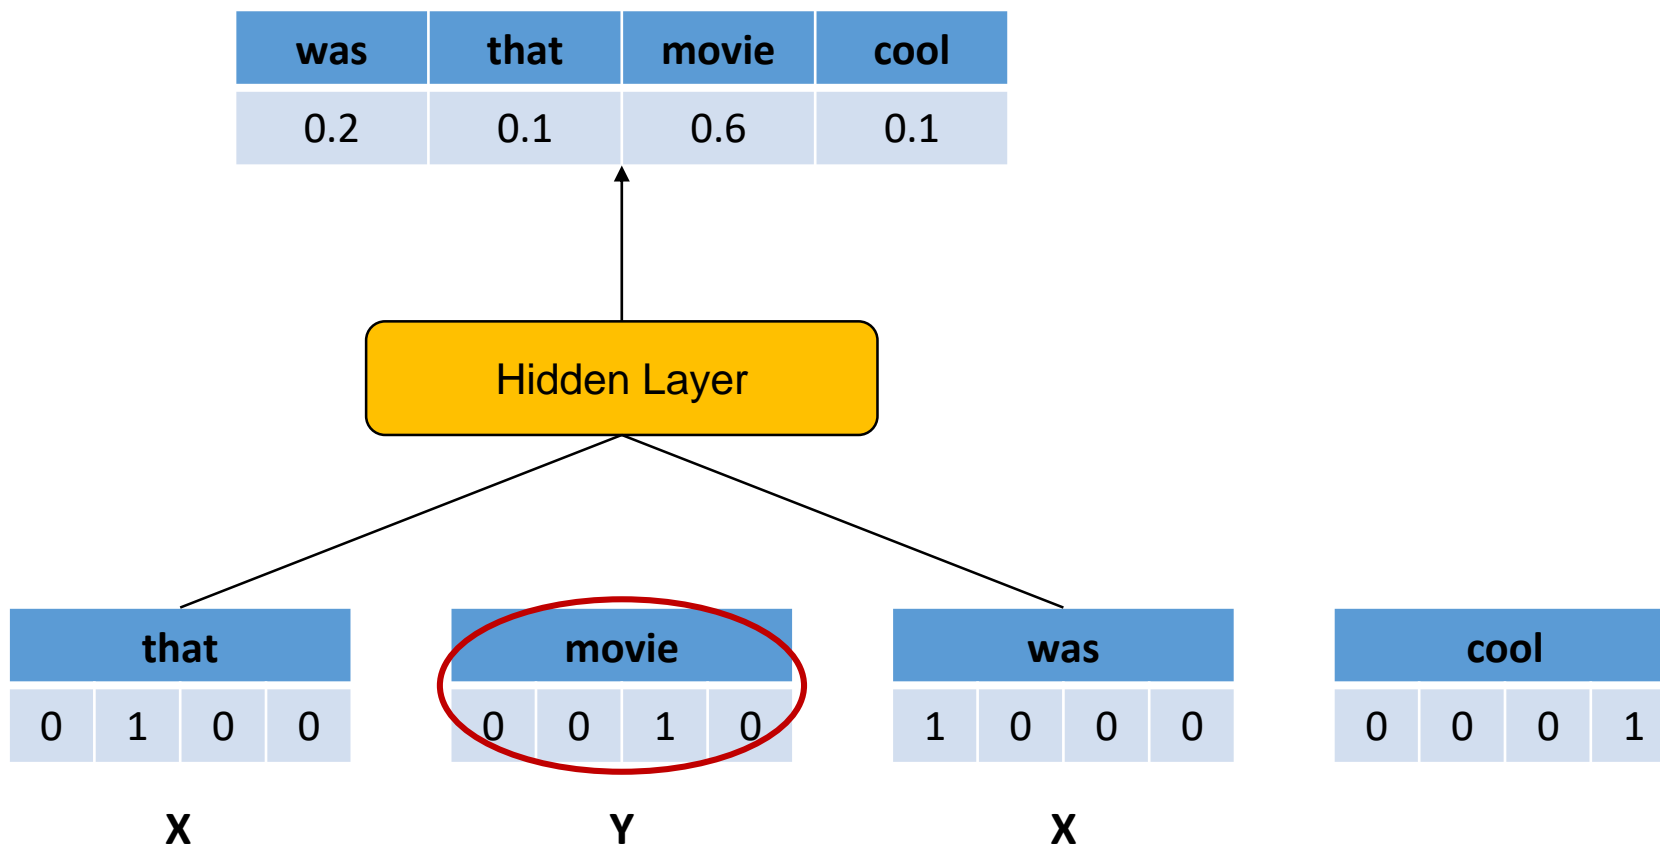 was that movie cool
0.2 0.1 0.6 0.1
Hidden Layer
that movie was cool
0 1 0 0 0 0 1 0 1 0 0 0 0 0 0 1
X Y X